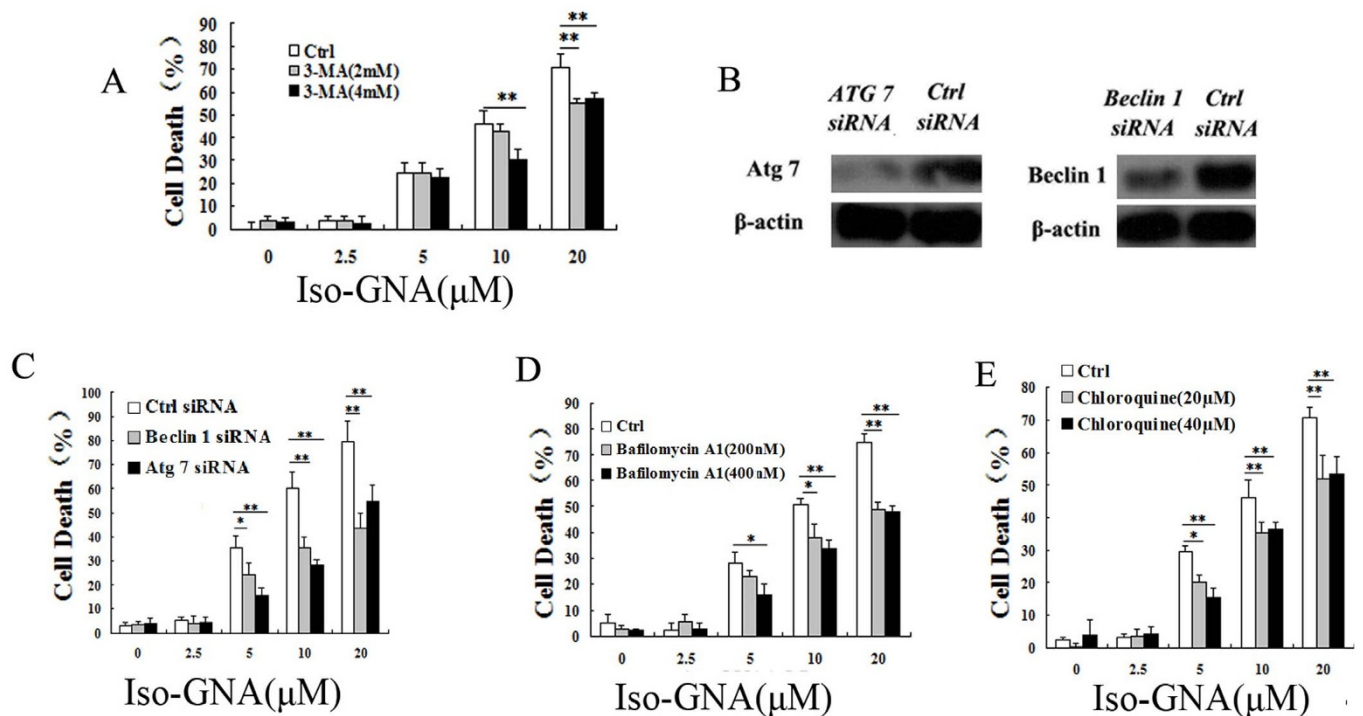 A
Cell Death（%）
90
80
70
60
50
40
30
20
10
0
Ctrl
3-MA(2mM)
3-MA(4mM)
**
**
**
0 2.5 5 10 20
Iso-GNA(μM)
B
ATG 7 Ctrl
siRNA siRNA
Atg 7
β-actin
Beclin 1 Ctrl
siRNA siRNA
Beclin 1
β-actin
C
Cell Death（%）
100
90
80
70
60
50
40
30
20
10
0
Ctrl siRNA
Beclin 1 siRNA
Atg 7 siRNA
**
*
**
**
**
**
0 2.5 5 10 20
Iso-GNA(μM)
D
Cell Death（%）
90
80
70
60
50
40
30
20
10
0
Ctrl
Bafilomycin A1(200nM)
Bafilomycin A1(400nM)
*
**
*
**
**
0 2.5 5 10 20
Iso-GNA(μM)
E
Cell Death（%）
80
70
60
50
40
30
20
10
0
Ctrl
Chloroquine(20μM)
Chloroquine(40μM)
**
*
**
**
**
**
0 2.5 5 10 20
Iso-GNA(μM)